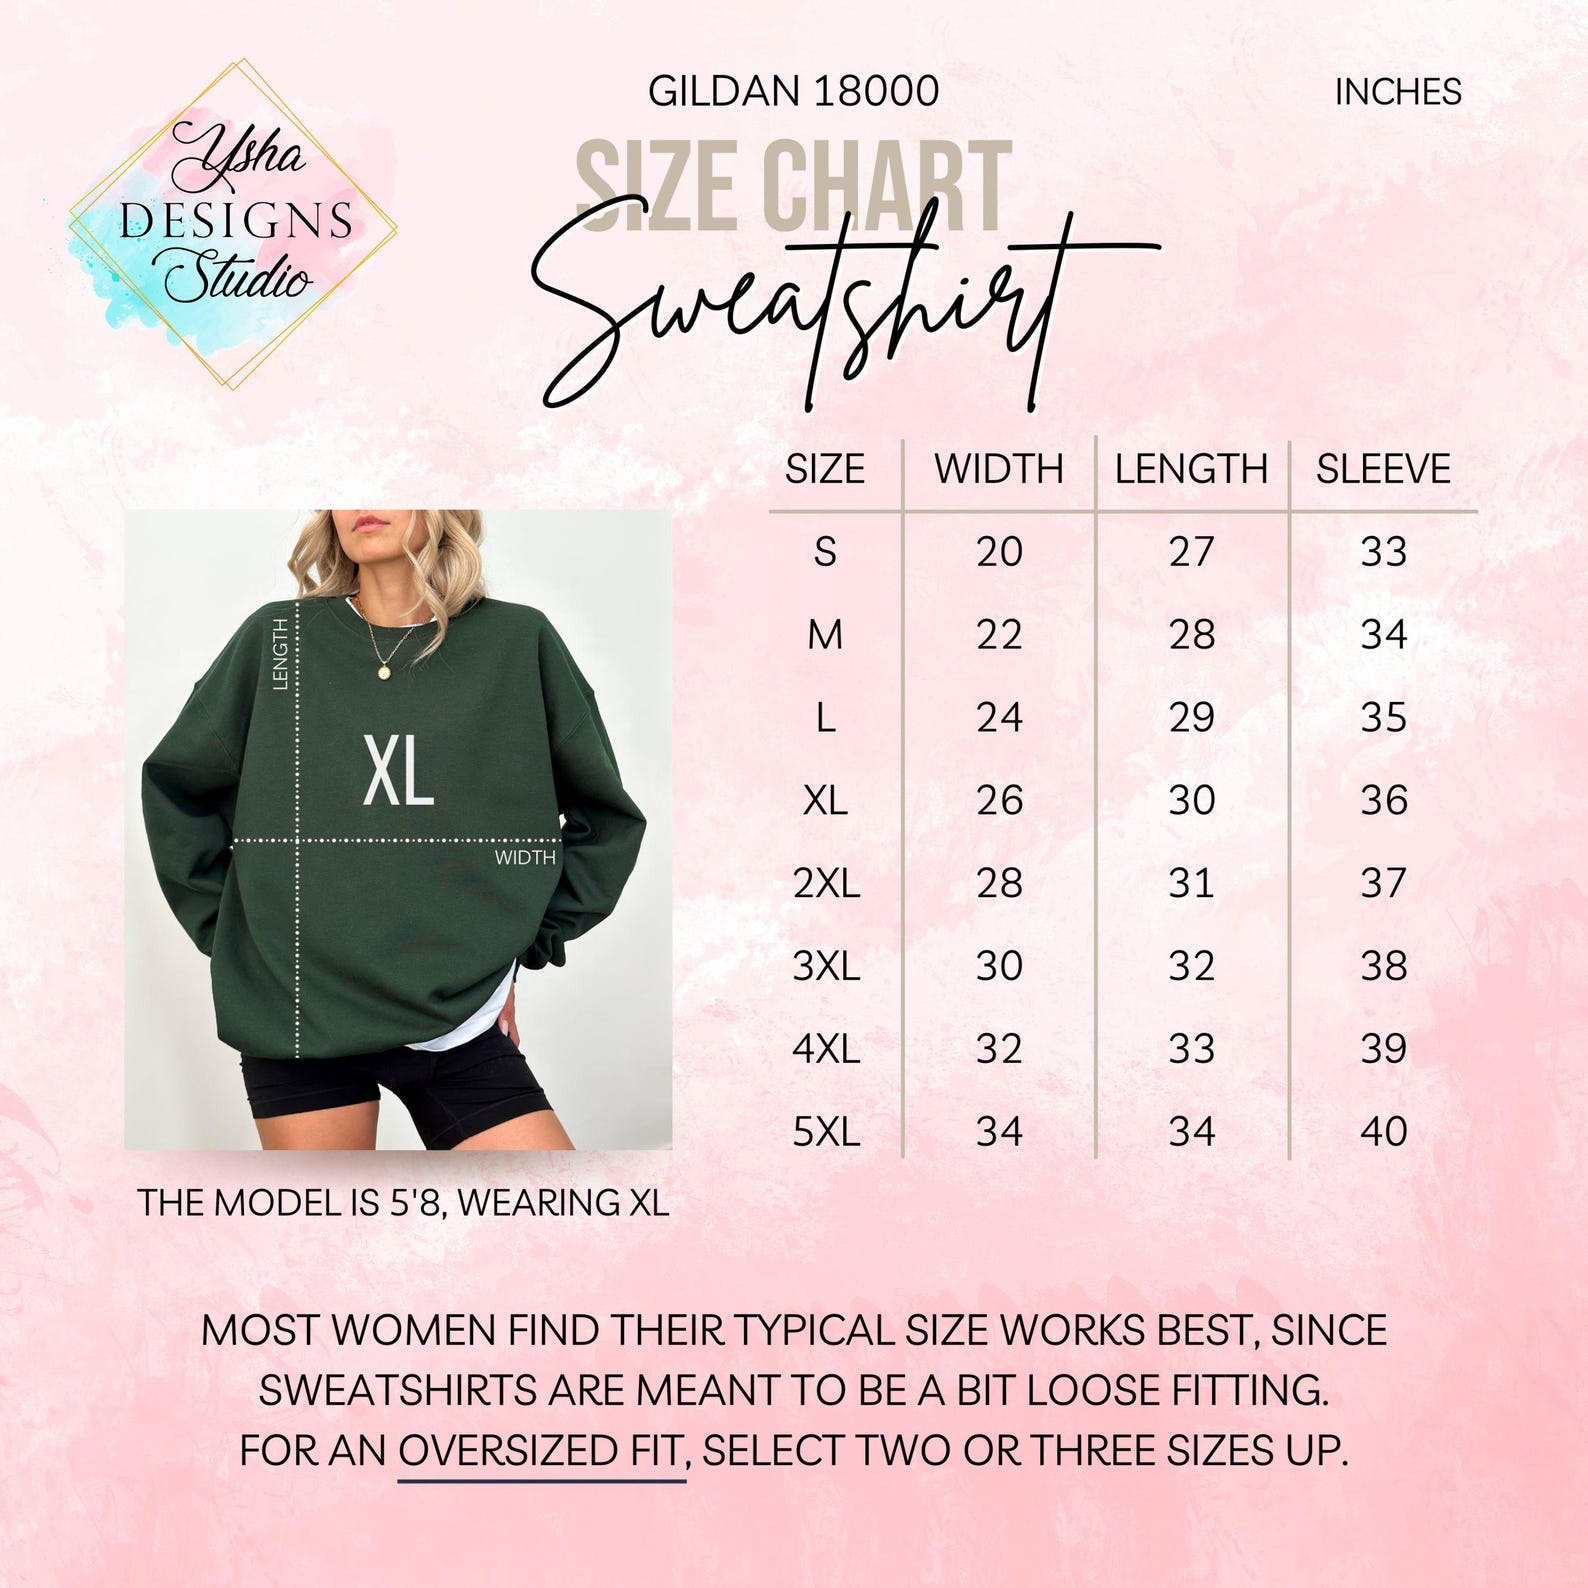 Ysha
DESIGNS
Studio
GILDAN 18000
INCHES
SIZE CHART
Sweatshirt
SIZE WIDTH LENGTH SLEEVE
S 20 27 33
M 22 28 34
L 24 29 35
XL 26 30 36
2XL 28 31 37
3XL 30 32 38
4XL 32 33 39
5XL 34 34 40
LENGTH
XL
WIDTH
THE MODEL IS 5'8, WEARING XL
MOST WOMEN FIND THEIR TYPICAL SIZE WORKS BEST, SINCE
SWEATSHIRTS ARE MEANT TO BE A BIT LOOSE FITTING.
FOR AN OVERSIZED FIT, SELECT TWO OR THREE SIZES UP.